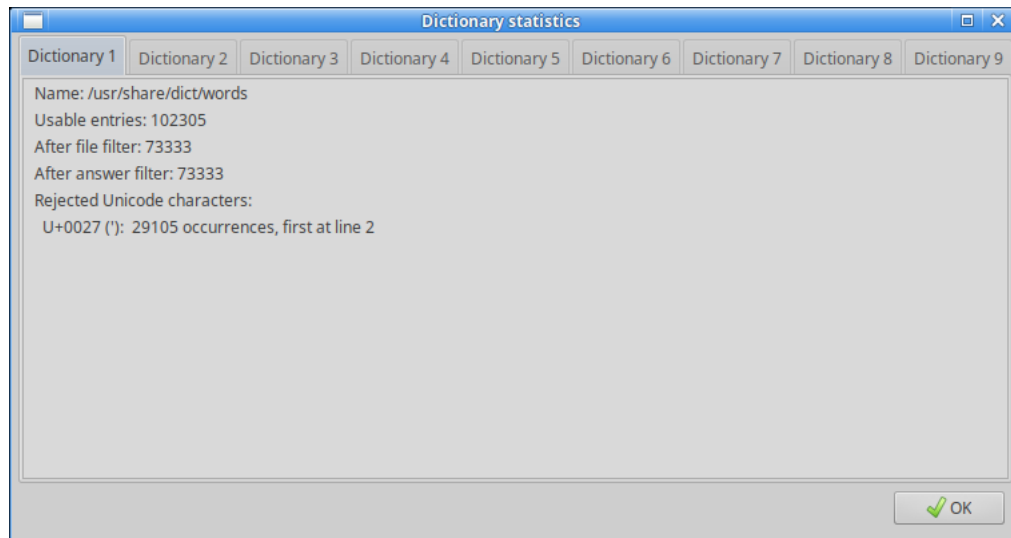 Dictionary statistics
Dictionary 1 Dictionary 2 Dictionary 3 Dictionary 4 Dictionary 5 Dictionary 6 Dictionary 7 Dictionary 8 Dictionary 9
Name: /usr/share/dict/words
Usable entries: 102305
After file filter: 73333
After answer filter: 73333
Rejected Unicode characters:
U+0027 ('): 29105 occurrences, first at line 2
OK